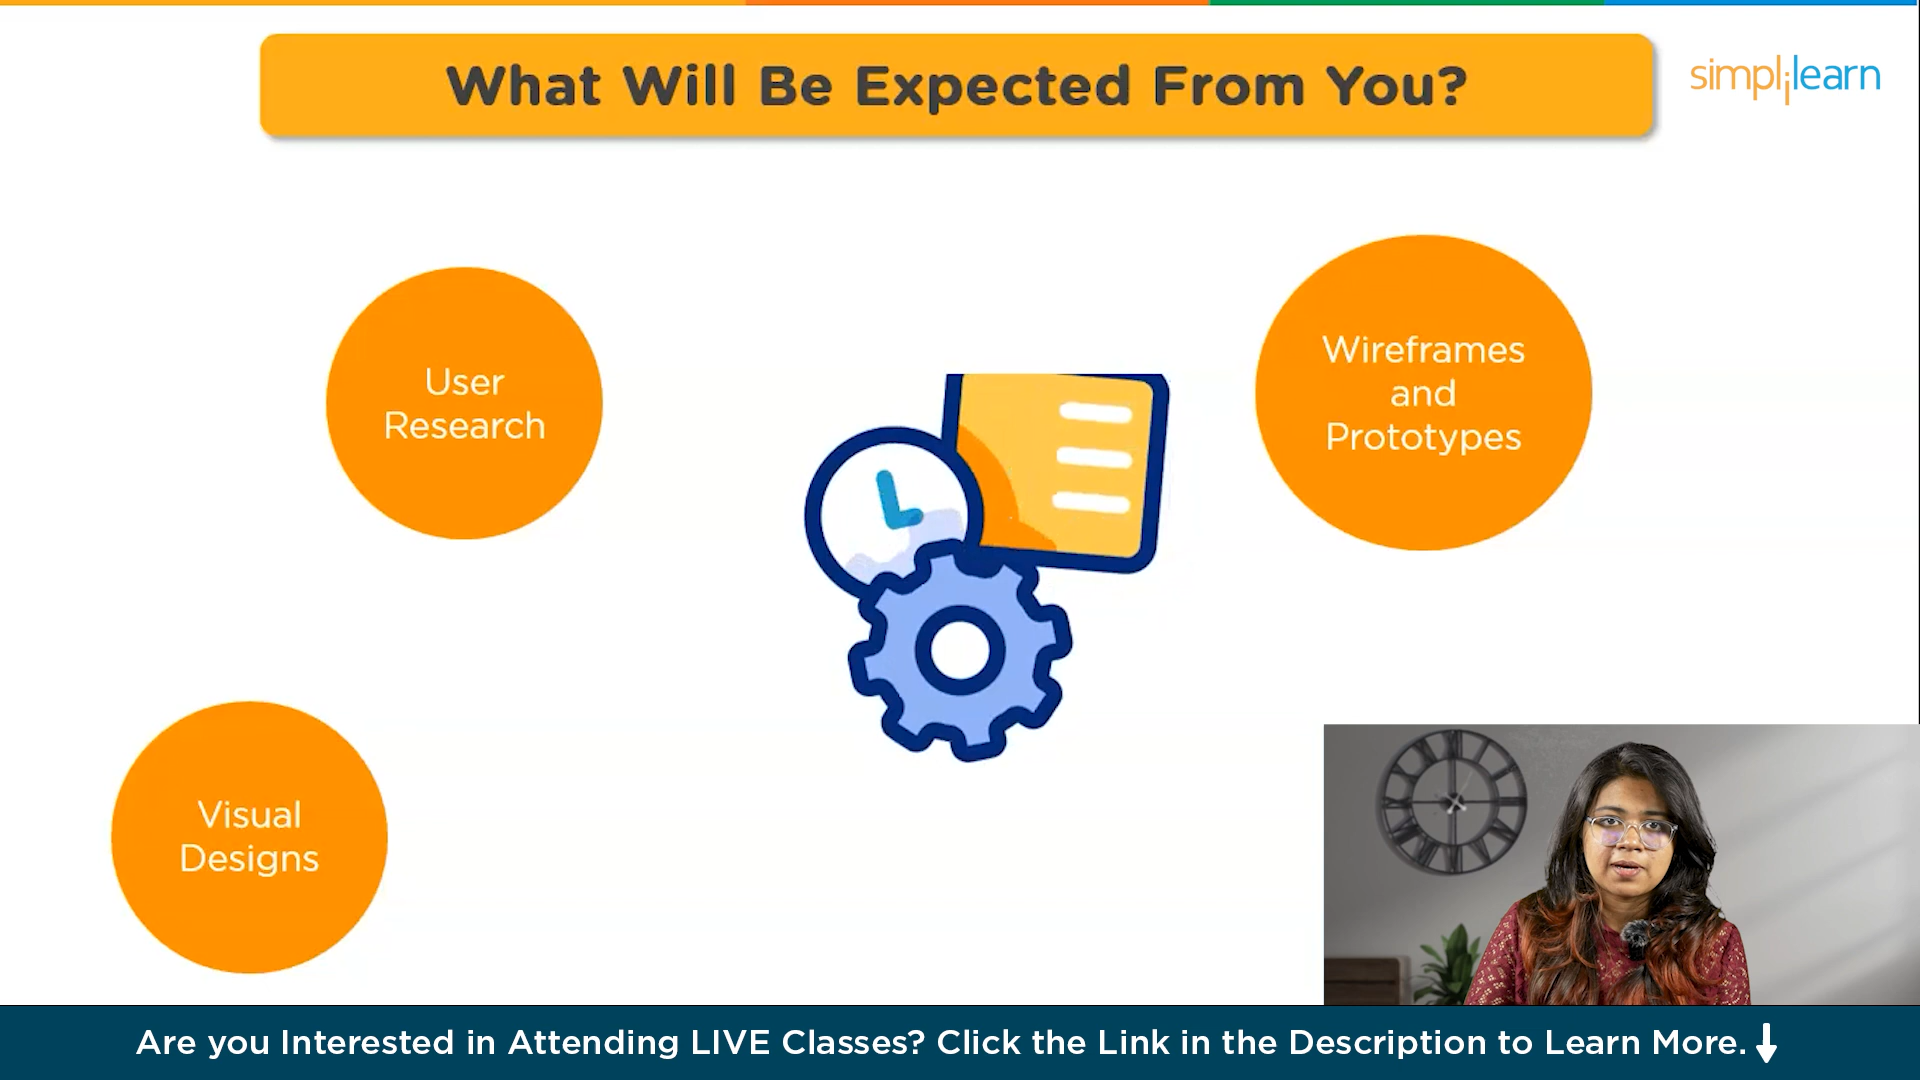 What Will Be Expected From You?
simplilearn
User
Research
Wireframes
and
Prototypes
Visual
Designs
Are you Interested in Attending LIVE Classes? Click the Link in the Description to Learn More.